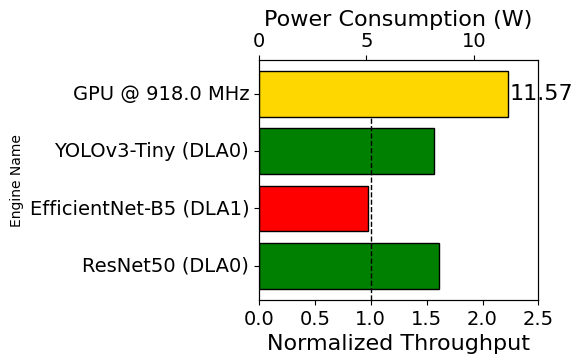 Power Consumption (W)
0 5 10
GPU @ 918.0 MHz
11.57
YOLOv3-Tiny (DLA0)
Engine Name
EfficientNet-B5 (DLA1)
ResNet50 (DLA0)
0.0 0.5 1.0 1.5 2.0 2.5
Normalized Throughput